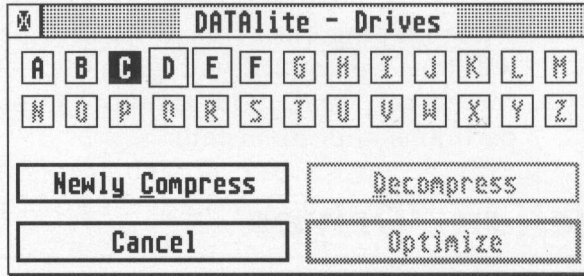 DATAlite - Drives
A B C D E F G H I J K L M
N O P Q R S T U V W X Y Z
Newly Compress Decompress
Cancel Optimize